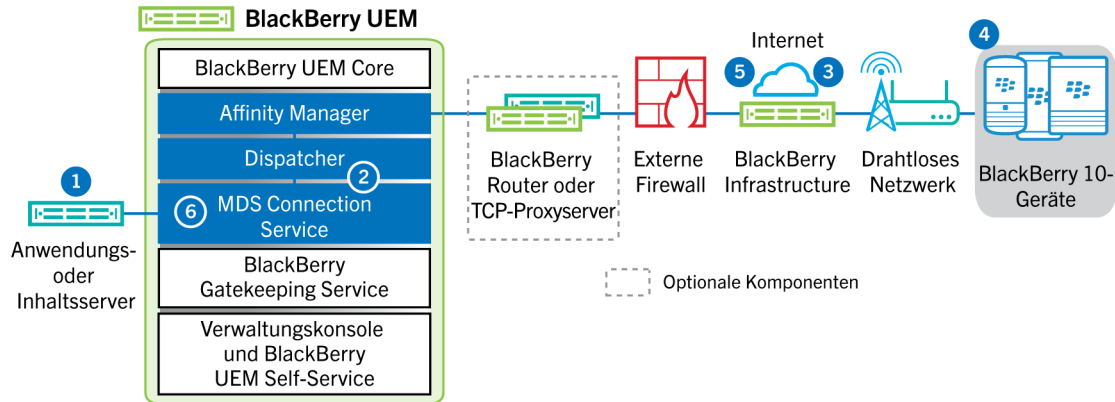 BlackBerry UEM
BlackBerry UEM Core
Affinity Manager
Dispatcher
2
6
MDS Connection
Service
BlackBerry
Gatekeeping Service
Verwaltungskonsole
und BlackBerry
UEM Self-Service
1
Anwendungs-
oder
Inhaltsserver
BlackBerry
Router oder
TCP-Proxyserver
Externe
Firewall
Internet
5
3
BlackBerry
Infrastructure
Drahtloses
Netzwerk
4
BlackBerry 10-
Geräte
Optionale Komponenten